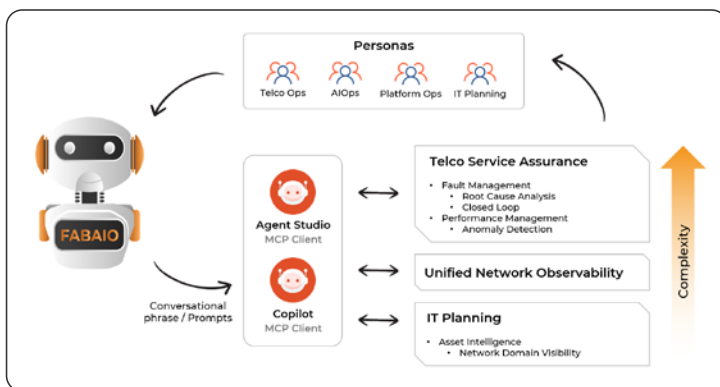 Personas
Telco Ops
AIOps
Platform Ops
IT Planning
FABAIO
Conversational
phrase / Prompts
Agent Studio
MCP Client
Copilot
MCP Client
Telco Service Assurance
• Fault Management
• Root Cause Analysis
• Closed Loop
• Performance Management
• Anomaly Detection
Unified Network Observability
IT Planning
• Asset Intelligence
• Network Domain Visibility
Complexity